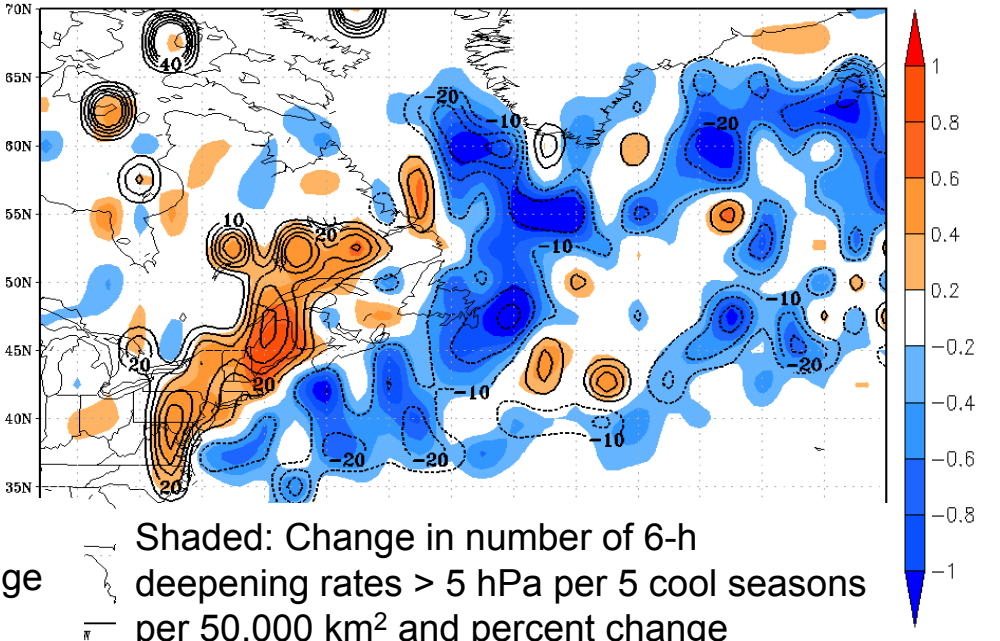 70N
40
1
65N
-20
0.8
-10
-20
60N
0.6
55N
10
20
0.4
-10
50N
0.2
-10
45N
-0.2
20
-20
20
-10
-0.4
40N
-10
-20
-20
-0.6
35N
20
-0.8
Shaded: Change in number of 6-h
ge
deepening rates > 5 hPa per 5 cool seasons
-1
per 50,000 km² and percent change